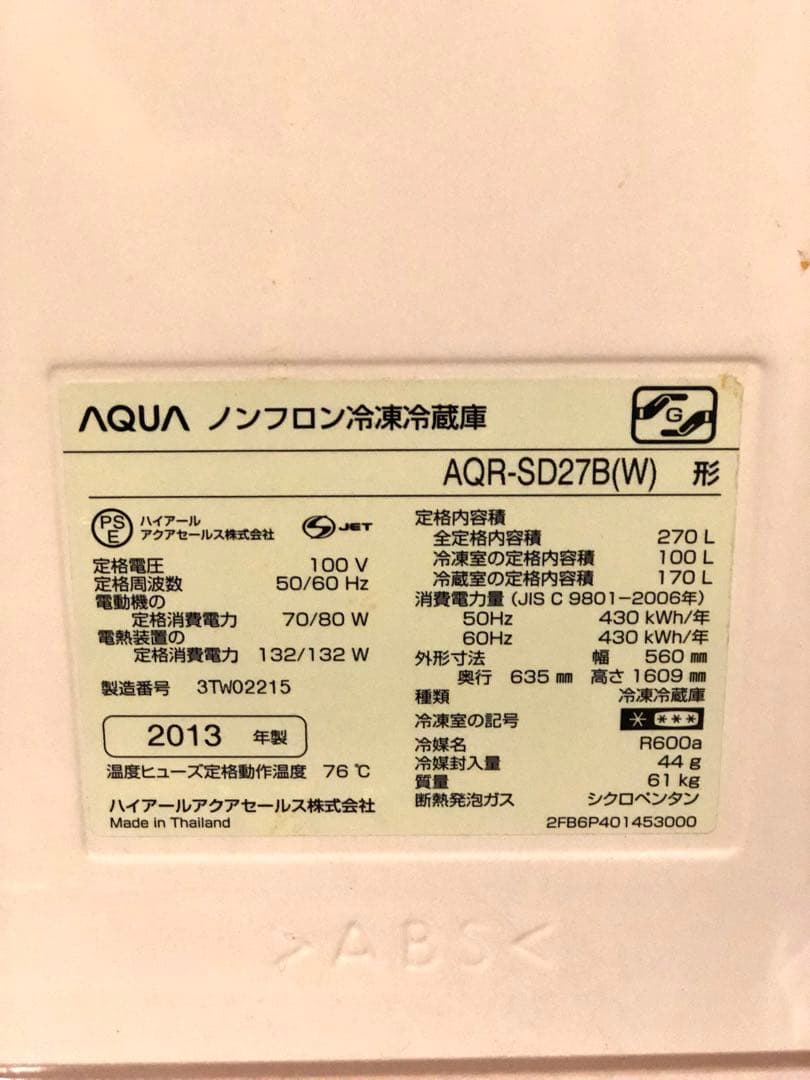 AQUA ノンフロン冷凍冷蔵庫
G
AQR-SD27B(W) 形
PS
E
ハイアール
アクアセールス株式会社
JET
定格電圧 100 V
定格周波数 50/60 Hz
電動機の
定格消費電力 70/80 W
電熱装置の
定格消費電力 132/132 W
製造番号 3TW02215
2013 年製
温度ヒューズ定格動作温度 76 ℃
ハイアールアクアセールス株式会社
Made in Thailand
定格内容積
全定格内容積 270 L
冷凍室の定格内容積 100 L
冷蔵室の定格内容積 170 L
消費電力量 (JIS C 9801-2006年)
50Hz 430 kWh/年
60Hz 430 kWh/年
外形寸法 幅 560 ㎜
奥行 635 ㎜ 高さ 1609 ㎜
種類 冷凍冷蔵庫
冷凍室の記号 * ***
冷媒名 R600a
冷媒封入量 44 g
質量 61 kg
断熱発泡ガス シクロペンタン
2FB6P401453000
>ABS<